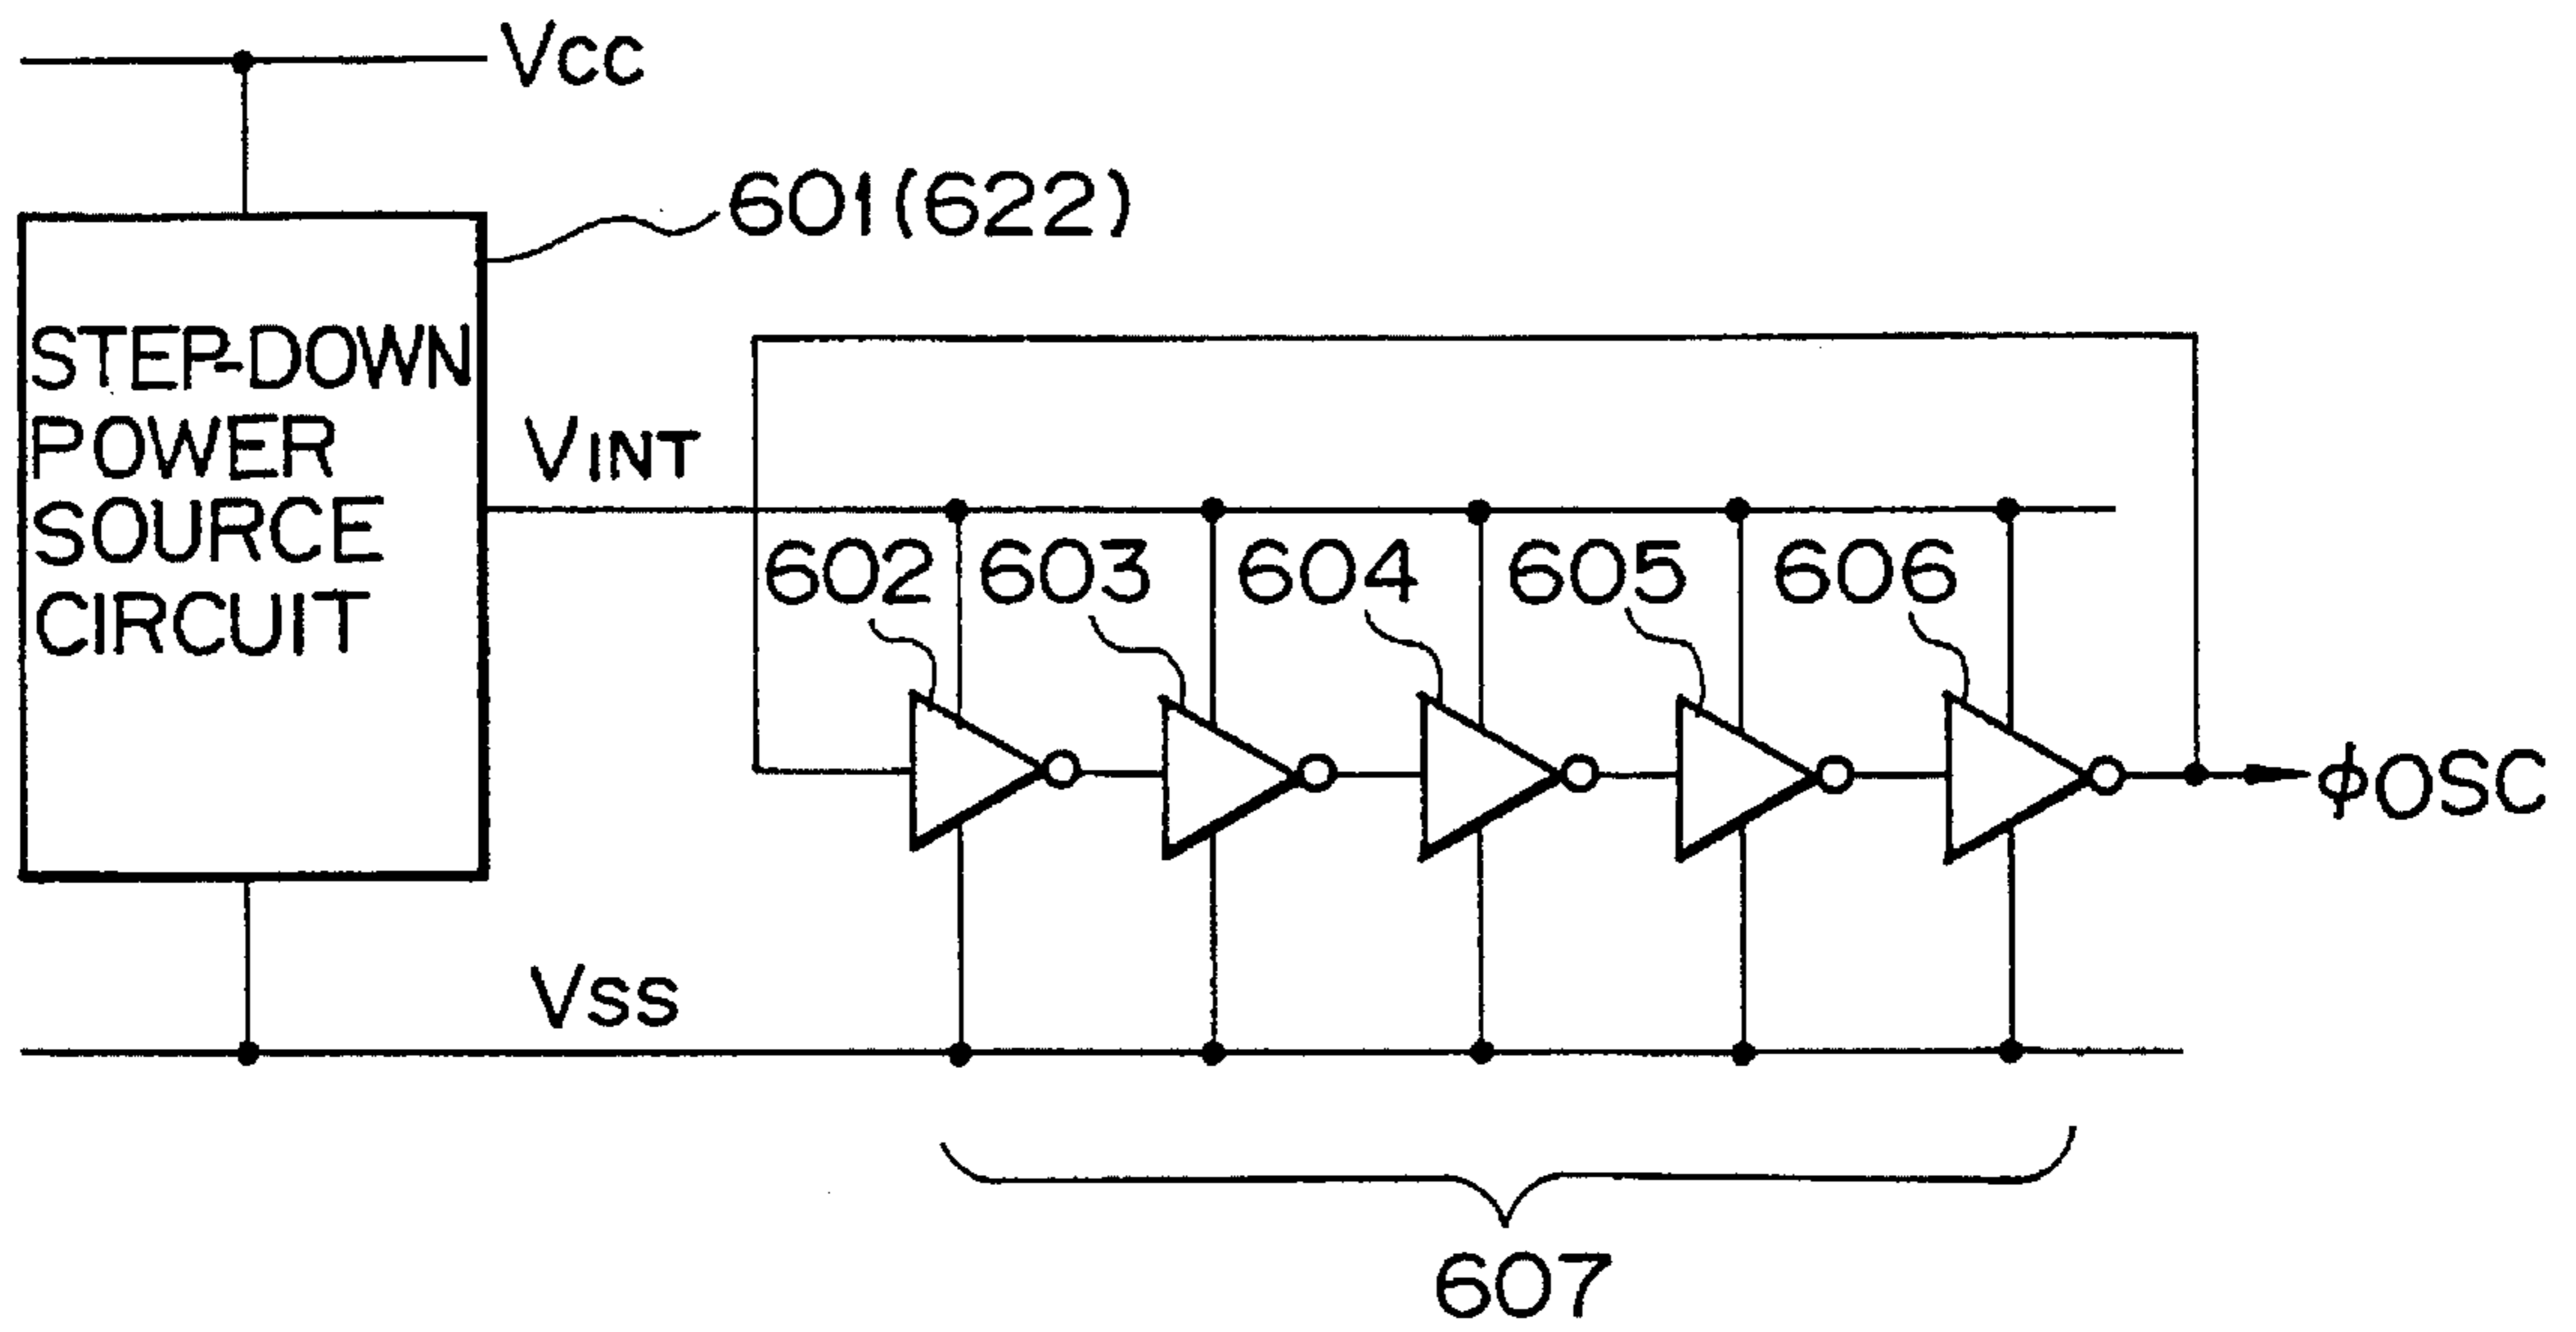 VCC
601(622)
STEP-DOWN
POWER
SOURCE
CIRCUIT
VINT
602 603 604 605 606
φOSC
VSS
607